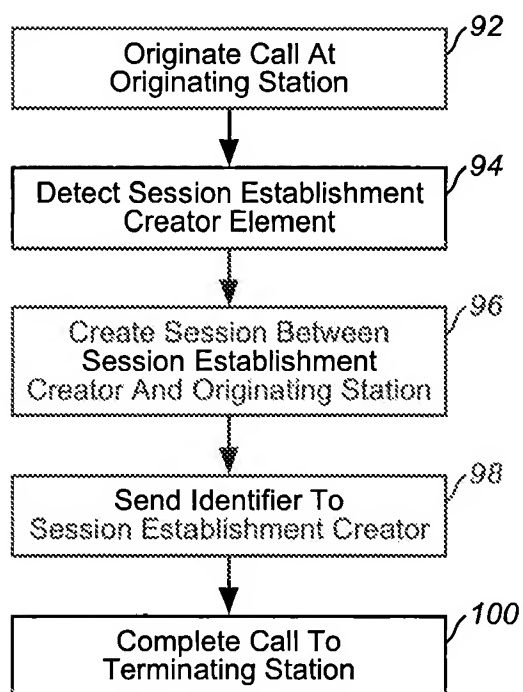 92
Originate Call At
Originating Station
94
Detect Session Establishment
Creator Element
96
Create Session Between
Session Establishment
Creator And Originating Station
98
Send Identifier To
Session Establishment Creator
100
Complete Call To
Terminating Station